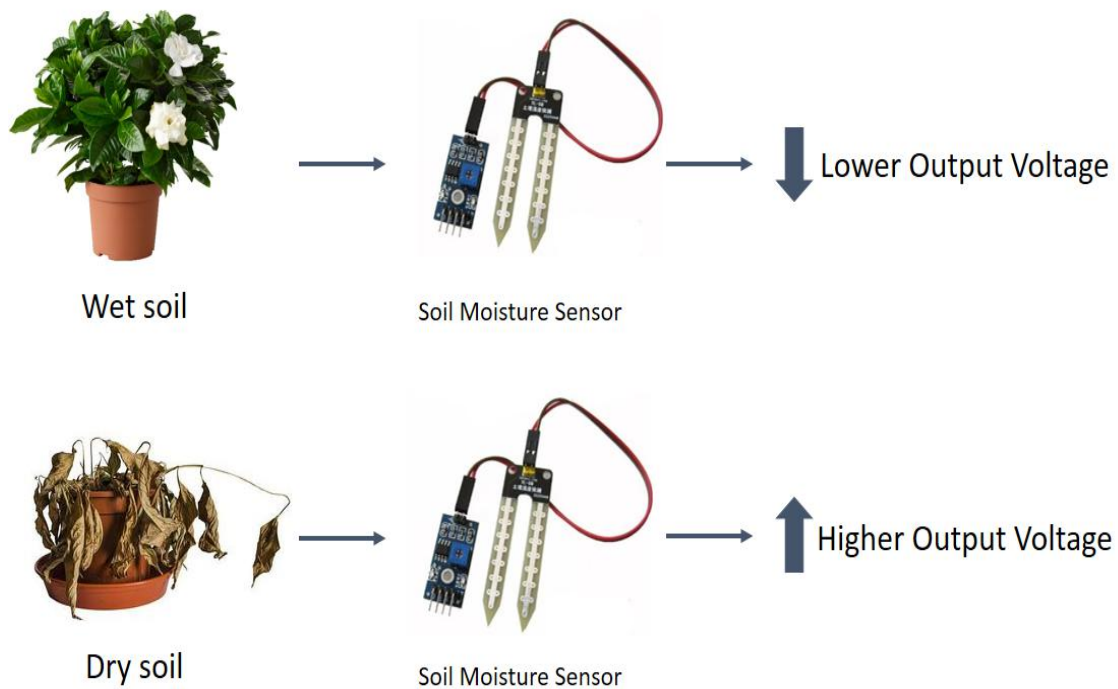 Lower Output Voltage
Wet soil
Soil Moisture Sensor
Higher Output Voltage
Dry soil
Soil Moisture Sensor